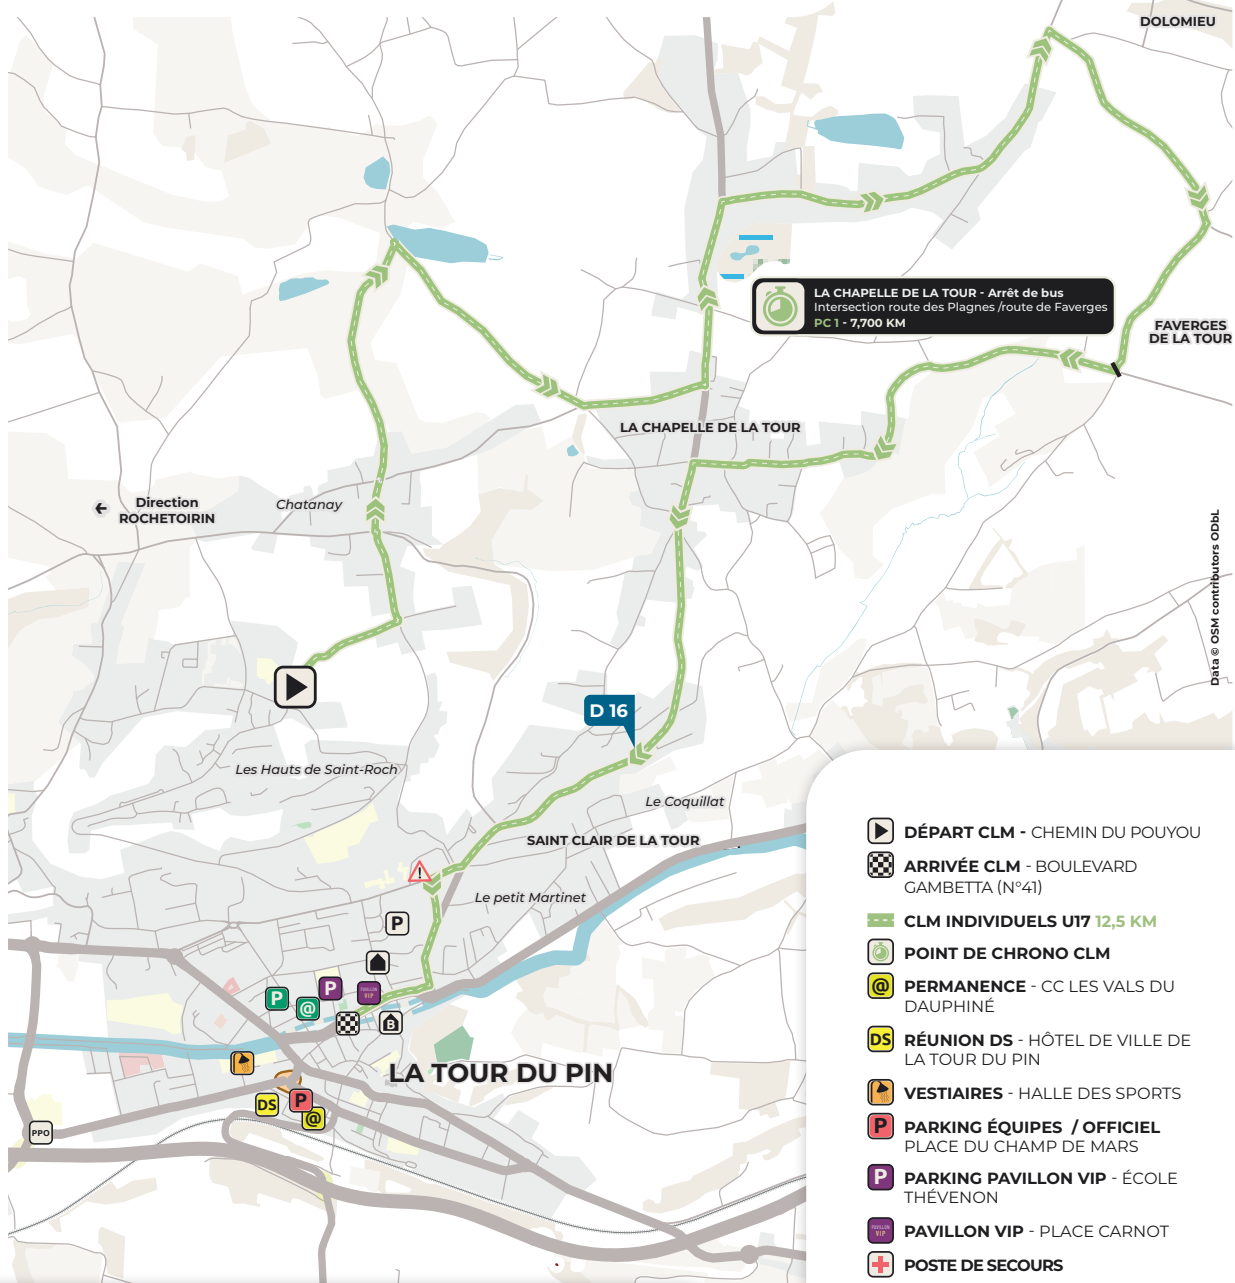 DOLOMIEU
LA CHAPELLE DE LA TOUR - Arrêt de bus
Intersection route des Plagnes /route de Faverges
PC 1 - 7,700 KM
FAVERGES
DE LA TOUR
LA CHAPELLE DE LA TOUR
Direction
ROCHETOIRIN
Chatanay
Data © OSM contributors ODbL
D 16
Les Hauts de Saint-Roch
Le Coquillat
SAINT CLAIR DE LA TOUR
Le petit Martinet
P
P
PAVILLON
VIP
P
@
B
LA TOUR DU PIN
DS
P
@
PPO
DÉPART CLM - CHEMIN DU POUYOU
ARRIVÉE CLM - BOULEVARD
GAMBETTA (N°41)
CLM INDIVIDUELS U17 12,5 KM
POINT DE CHRONO CLM
@ PERMANENCE - CC LES VALS DU
DAUPHINÉ
DS RÉUNION DS - HÔTEL DE VILLE DE
LA TOUR DU PIN
VESTIAIRES - HALLE DES SPORTS
P PARKING ÉQUIPES / OFFICIEL
PLACE DU CHAMP DE MARS
P PARKING PAVILLON VIP - ÉCOLE
THÉVENON
PAVILLON
VIP
PAVILLON VIP - PLACE CARNOT
POSTE DE SECOURS